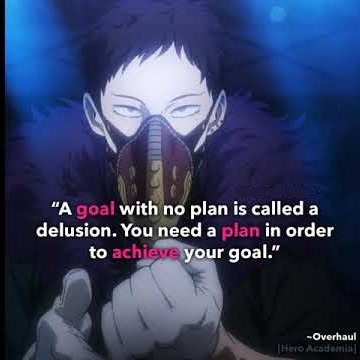 “A goal with no plan is called a
delusion. You need a plan in order
to achieve your goal.”
~Overhaul
[Hero Academia]